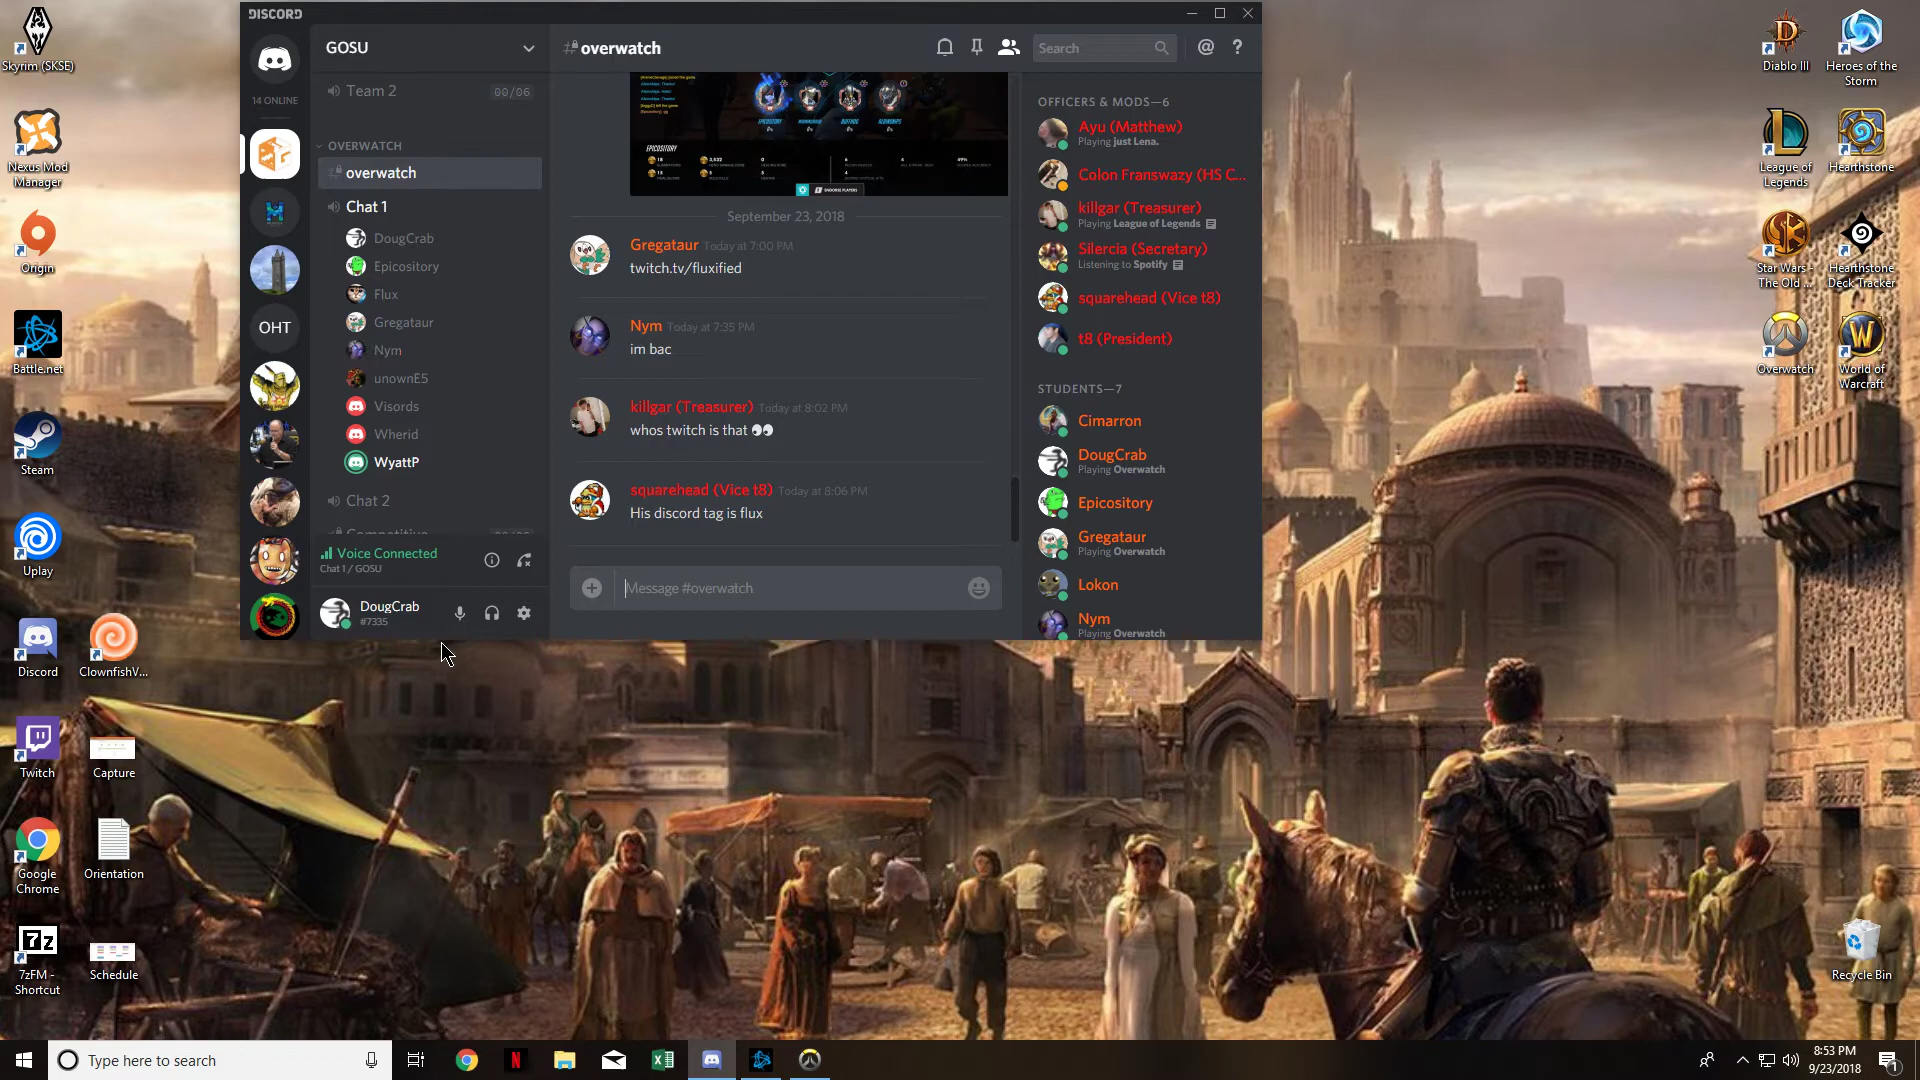 DISCORD
GOSU
overwatch
Search
14 ONLINE
OHT
Team 2
00/06
OVERWATCH
overwatch
Chat 1
DougCrab
Epicository
Flux
Gregataur
Nym
unownE5
Visords
Wherid
WyattP
Chat 2
Voice Connected
Chat 1 / GOSU
DougCrab
#7335
EPICOSITORY
ENDORSE PLAYERS
September 23, 2018
Gregataur Today at 7:00 PM
twitch.tv/fluxified
Nym Today at 7:35 PM
im bac
killgar (Treasurer) Today at 8:02 PM
whos twitch is that 👀
squarehead (Vice t8) Today at 8:06 PM
His discord tag is flux
Message #overwatch
OFFICERS & MODS—6
Ayu (Matthew)
Playing just Lena.
Colon Franswazy (HS C...
killgar (Treasurer)
Playing League of Legends
Silercia (Secretary)
Listening to Spotify
squarehead (Vice t8)
t8 (President)
STUDENTS—7
Cimarron
DougCrab
Playing Overwatch
Epicository
Gregataur
Playing Overwatch
Lokon
Nym
Playing Overwatch
Skyrim (SKSE)
Nexus Mod
Manager
Origin
Battle.net
Steam
Uplay
Discord
ClownfishV...
Twitch
Capture
Google
Chrome
Orientation
7z
7zFM -
Shortcut
Schedule
Diablo III
Heroes of the
Storm
League of
Legends
Hearthstone
Star Wars -
The Old ...
Hearthstone
Deck Tracker
Overwatch
World of
Warcraft
Recycle Bin
Type here to search
8:53 PM
9/23/2018
1